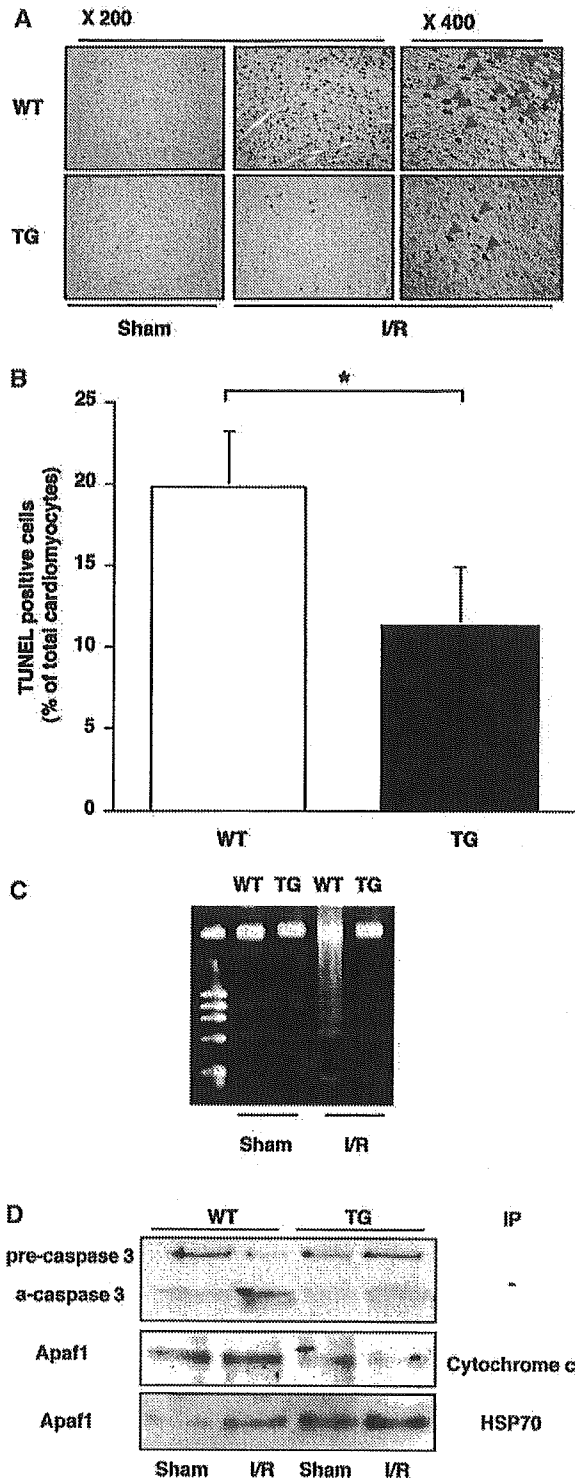 A
X 200 X 400
WT
TG
Sham I/R
B
*
25
20
15
10
5
0
TUNEL positive cells
(% of total cardiomyocytes)
WT TG
C
WT TG WT TG
Sham I/R
D
WT TG IP
pre-caspase 3
a-caspase 3 -
Apaf1 Cytochrome c
Apaf1 HSP70
Sham I/R Sham I/R